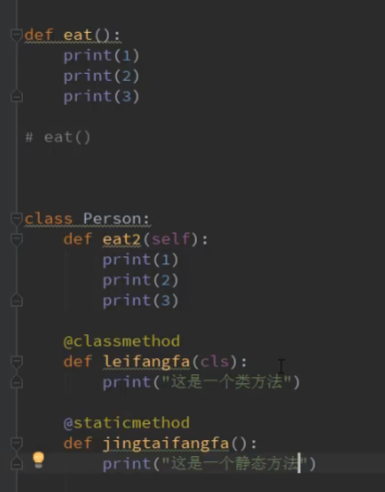 def eat():
    print(1)
    print(2)
    print(3)
# eat()
class Person:
    def eat2(self):
        print(1)
        print(2)
        print(3)
    @classmethod
    def leifangfa(cls):
        print("这是一个类方法")
    @staticmethod
    def jingtaifangfa():
        print("这是一个静态方法")